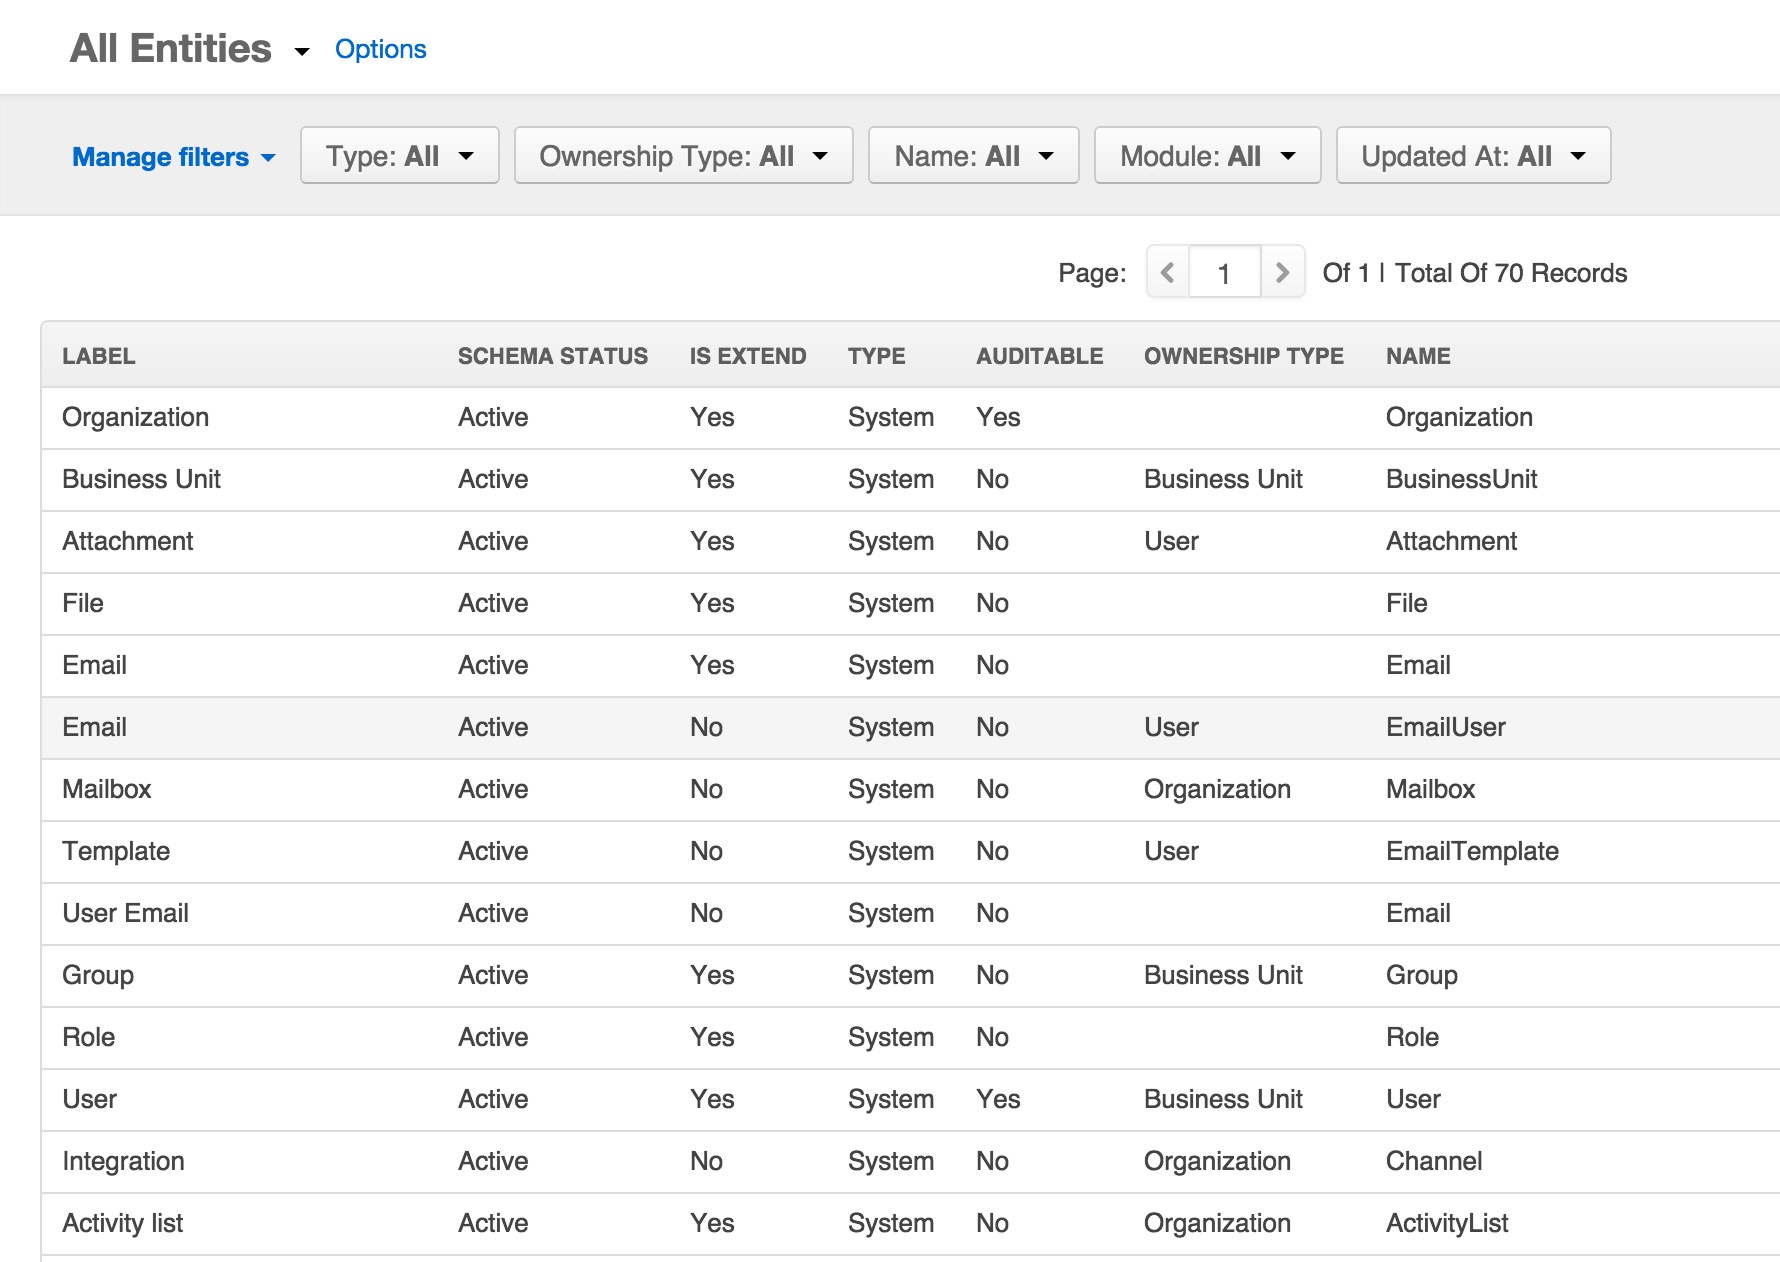 All Entities Options
Manage filters Type: All Ownership Type: All Name: All Module: All Updated At: All
Page: 1 Of 1 | Total Of 70 Records
LABEL SCHEMA STATUS IS EXTEND TYPE AUDITABLE OWNERSHIP TYPE NAME
Organization Active Yes System Yes Organization
Business Unit Active Yes System No Business Unit BusinessUnit
Attachment Active Yes System No User Attachment
File Active Yes System No File
Email Active Yes System No Email
Email Active No System No User EmailUser
Mailbox Active No System No Organization Mailbox
Template Active No System No User EmailTemplate
User Email Active No System No Email
Group Active Yes System No Business Unit Group
Role Active Yes System No Role
User Active Yes System Yes Business Unit User
Integration Active No System No Organization Channel
Activity list Active Yes System No Organization ActivityList